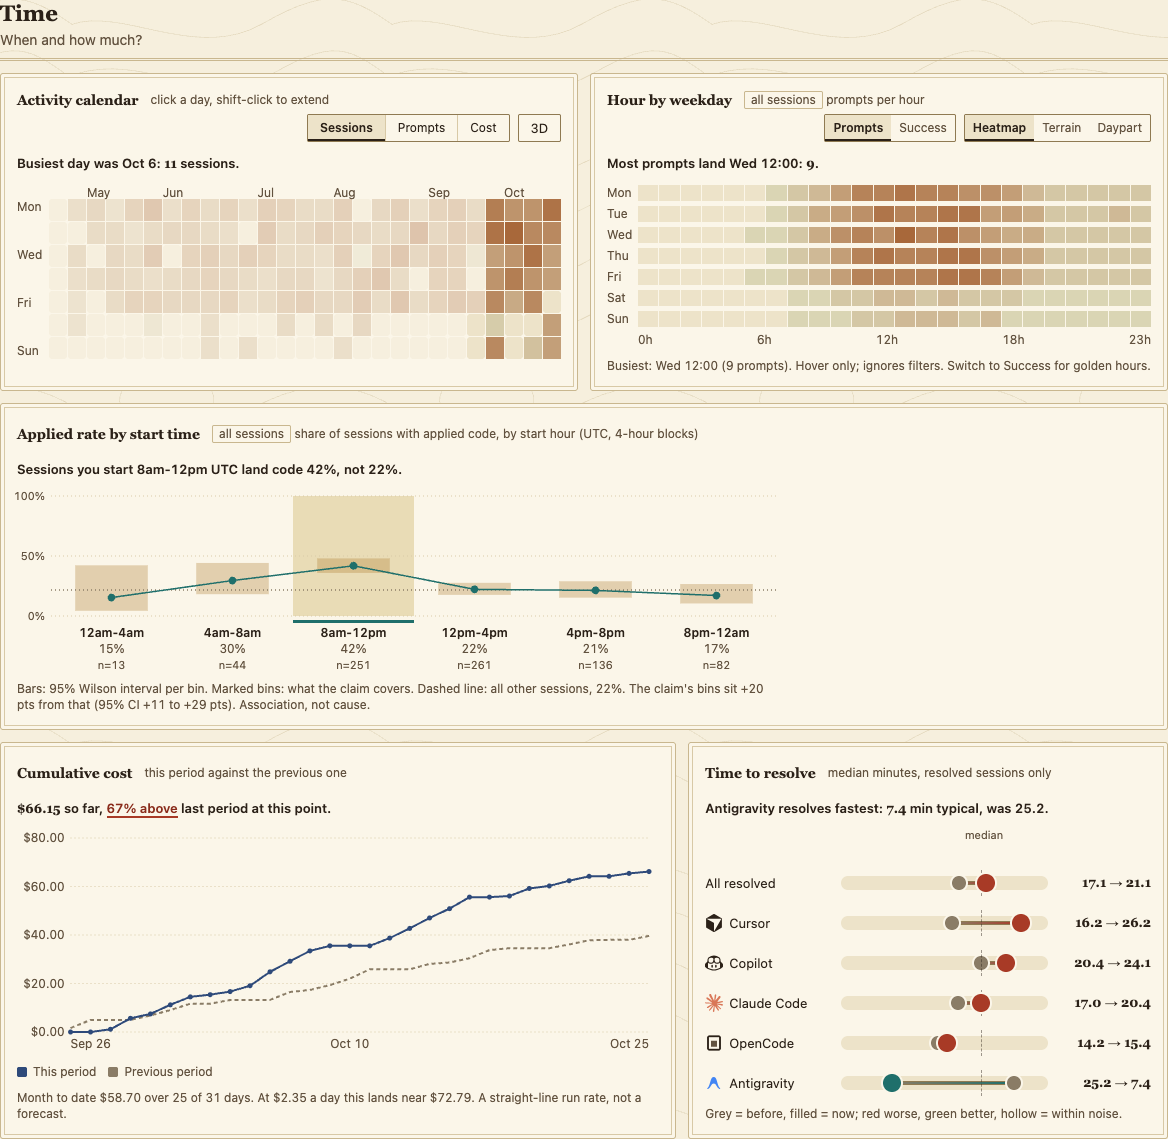 Time
When and how much?
Activity calendar click a day, shift-click to extend
Sessions Prompts Cost 3D
Busiest day was Oct 6: 11 sessions.
May Jun Jul Aug Sep Oct
Mon
Wed
Fri
Sun
Hour by weekday all sessions prompts per hour
Prompts Success Heatmap Terrain Daypart
Most prompts land Wed 12:00: 9.
Mon
Tue
Wed
Thu
Fri
Sat
Sun
0h 6h 12h 18h 23h
Busiest: Wed 12:00 (9 prompts). Hover only; ignores filters. Switch to Success for golden hours.
Applied rate by start time all sessions share of sessions with applied code, by start hour (UTC, 4-hour blocks)
Sessions you start 8am-12pm UTC land code 42%, not 22%.
100%
50%
0%
12am-4am 4am-8am 8am-12pm 12pm-4pm 4pm-8pm 8pm-12am
15% 30% 42% 22% 21% 17%
n=13 n=44 n=251 n=261 n=136 n=82
Bars: 95% Wilson interval per bin. Marked bins: what the claim covers. Dashed line: all other sessions, 22%. The claim's bins sit +20
pts from that (95% CI +11 to +29 pts). Association, not cause.
Cumulative cost this period against the previous one
$66.15 so far, 67% above last period at this point.
$80.00
$60.00
$40.00
$20.00
$0.00
Sep 26 Oct 10 Oct 25
This period Previous period
Month to date $58.70 over 25 of 31 days. At $2.35 a day this lands near $72.79. A straight-line run rate, not a
forecast.
Time to resolve median minutes, resolved sessions only
Antigravity resolves fastest: 7.4 min typical, was 25.2.
median
All resolved 17.1 → 21.1
Cursor 16.2 → 26.2
Copilot 20.4 → 24.1
Claude Code 17.0 → 20.4
OpenCode 14.2 → 15.4
Antigravity 25.2 → 7.4
Grey = before, filled = now; red worse, green better, hollow = within noise.